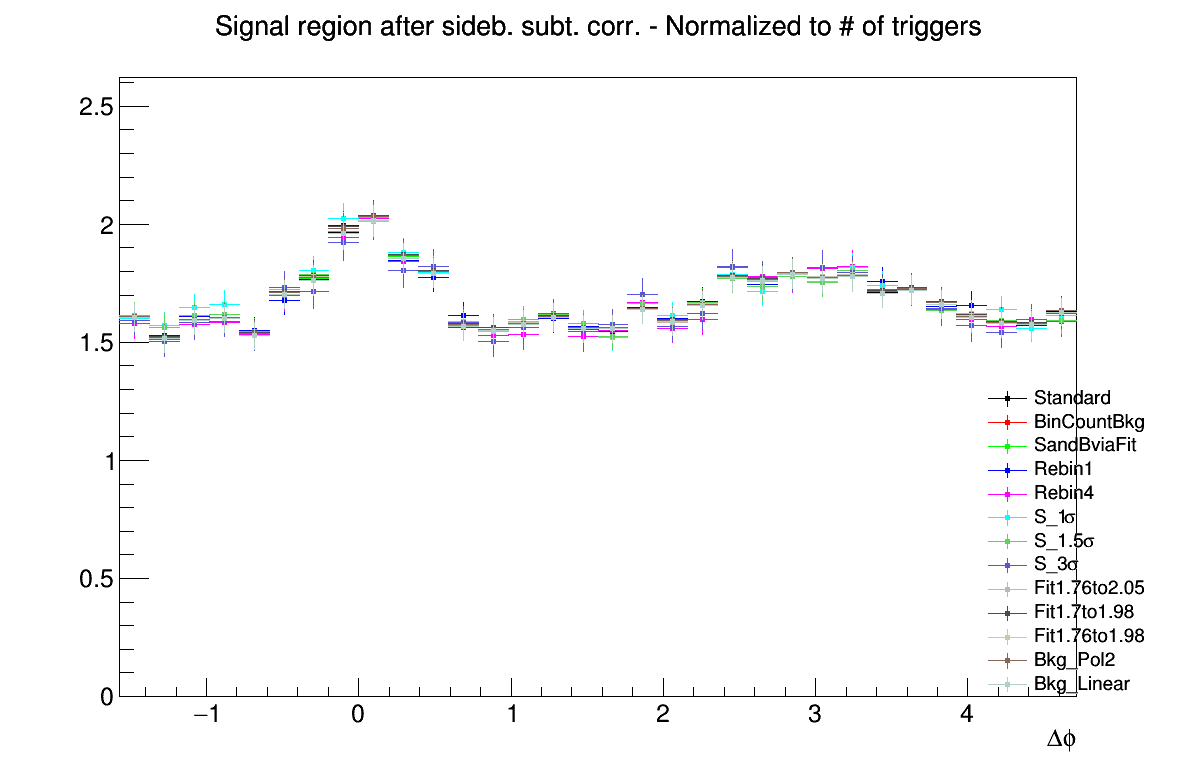 Signal region after sideb. subt. corr. - Normalized to # of triggers
2.5
2
1.5
1
0.5
0
−1 0 1 2 3 4
Δϕ
Standard
BinCountBkg
SandBviaFit
Rebin1
Rebin4
S_1σ
S_1.5σ
S_3σ
Fit1.76to2.05
Fit1.7to1.98
Fit1.76to1.98
Bkg_Pol2
Bkg_Linear